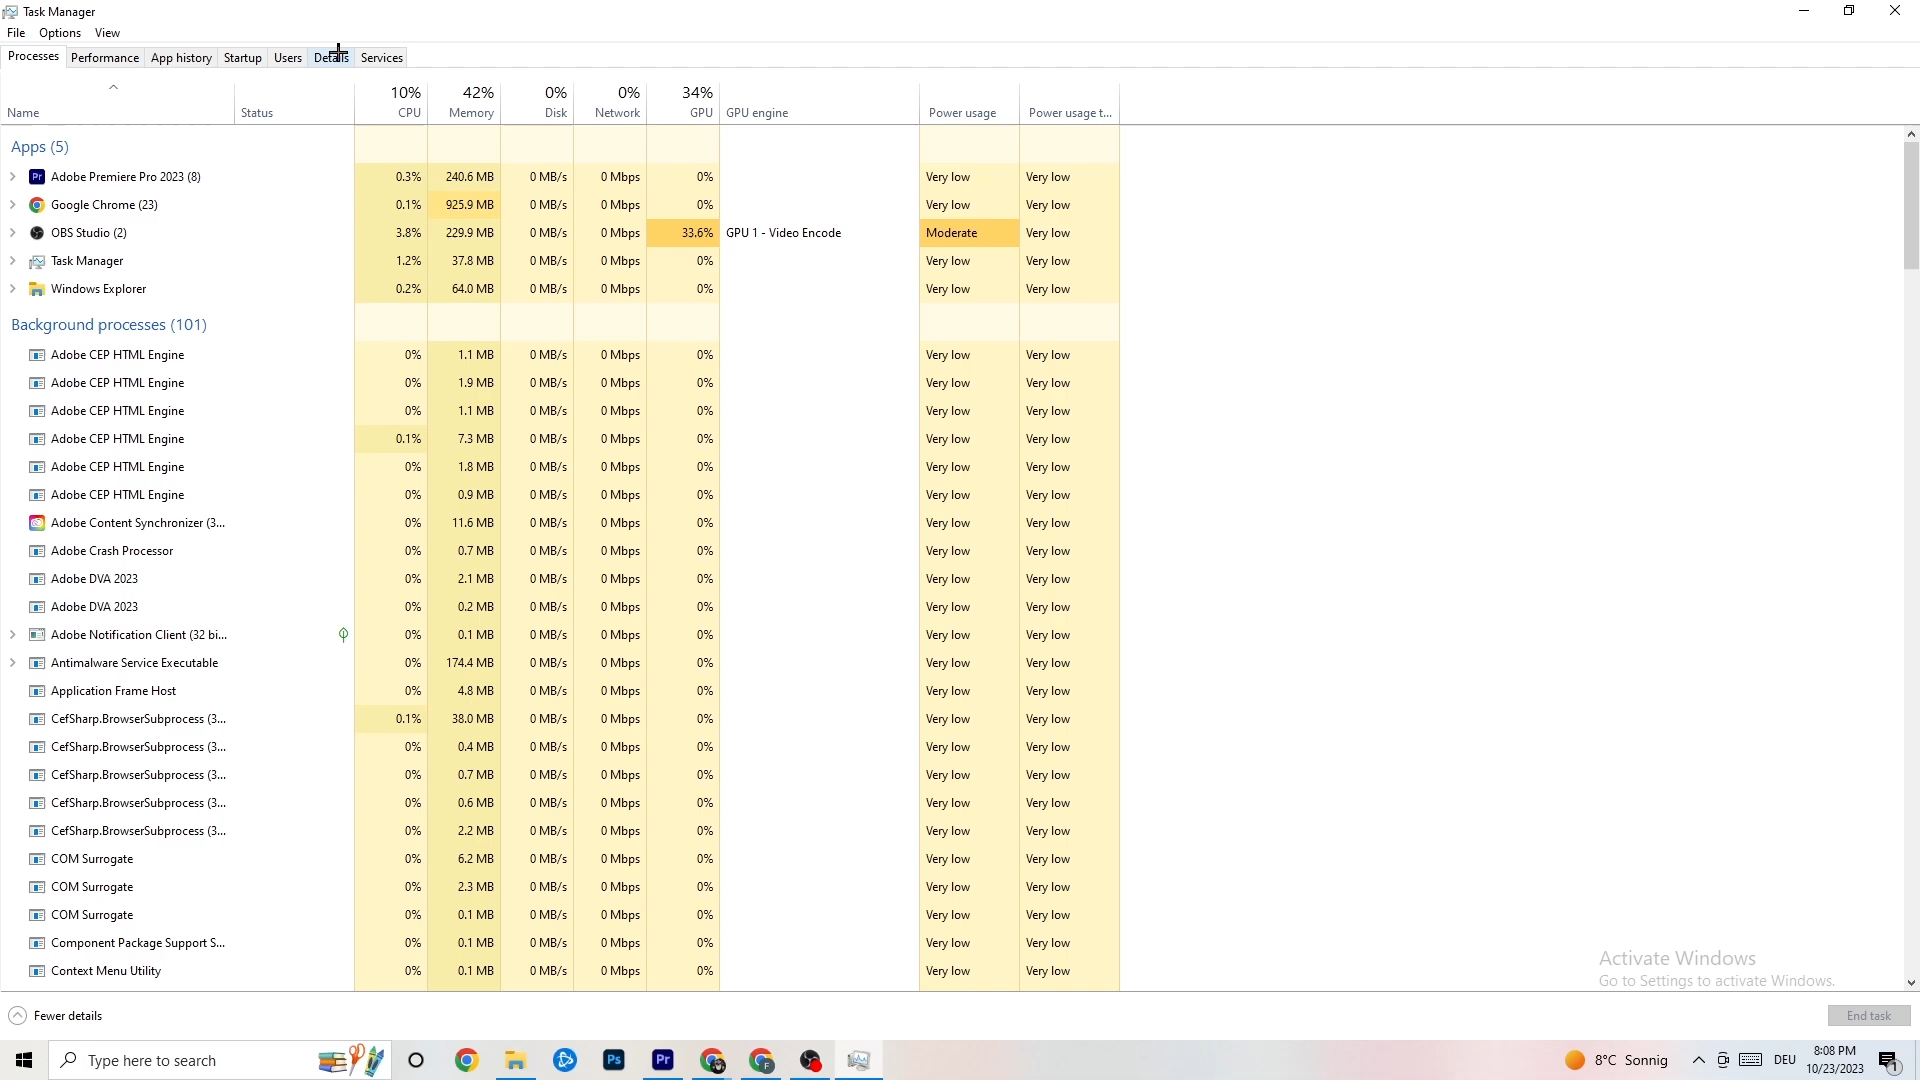 Task Manager
File Options View
Processes Performance App history Startup Users Details Services
10% 42% 0% 0% 34%
Name Status CPU Memory Disk Network GPU GPU engine Power usage Power usage t...
Apps (5)
Adobe Premiere Pro 2023 (8) 0.3% 240.6 MB 0 MB/s 0 Mbps 0% Very low Very low
Google Chrome (23) 0.1% 925.9 MB 0 MB/s 0 Mbps 0% Very low Very low
OBS Studio (2) 3.8% 229.9 MB 0 MB/s 0 Mbps 33.6% GPU 1 - Video Encode Moderate Very low
Task Manager 1.2% 37.8 MB 0 MB/s 0 Mbps 0% Very low Very low
Windows Explorer 0.2% 64.0 MB 0 MB/s 0 Mbps 0% Very low Very low
Background processes (101)
Adobe CEP HTML Engine 0% 1.1 MB 0 MB/s 0 Mbps 0% Very low Very low
Adobe CEP HTML Engine 0% 1.9 MB 0 MB/s 0 Mbps 0% Very low Very low
Adobe CEP HTML Engine 0% 1.1 MB 0 MB/s 0 Mbps 0% Very low Very low
Adobe CEP HTML Engine 0.1% 7.3 MB 0 MB/s 0 Mbps 0% Very low Very low
Adobe CEP HTML Engine 0% 1.8 MB 0 MB/s 0 Mbps 0% Very low Very low
Adobe CEP HTML Engine 0% 0.9 MB 0 MB/s 0 Mbps 0% Very low Very low
Adobe Content Synchronizer (3... 0% 11.6 MB 0 MB/s 0 Mbps 0% Very low Very low
Adobe Crash Processor 0% 0.7 MB 0 MB/s 0 Mbps 0% Very low Very low
Adobe DVA 2023 0% 2.1 MB 0 MB/s 0 Mbps 0% Very low Very low
Adobe DVA 2023 0% 0.2 MB 0 MB/s 0 Mbps 0% Very low Very low
Adobe Notification Client (32 bi... 0% 0.1 MB 0 MB/s 0 Mbps 0% Very low Very low
Antimalware Service Executable 0% 174.4 MB 0 MB/s 0 Mbps 0% Very low Very low
Application Frame Host 0% 4.8 MB 0 MB/s 0 Mbps 0% Very low Very low
CefSharp.BrowserSubprocess (3... 0.1% 38.0 MB 0 MB/s 0 Mbps 0% Very low Very low
CefSharp.BrowserSubprocess (3... 0% 0.4 MB 0 MB/s 0 Mbps 0% Very low Very low
CefSharp.BrowserSubprocess (3... 0% 0.7 MB 0 MB/s 0 Mbps 0% Very low Very low
CefSharp.BrowserSubprocess (3... 0% 0.6 MB 0 MB/s 0 Mbps 0% Very low Very low
CefSharp.BrowserSubprocess (3... 0% 2.2 MB 0 MB/s 0 Mbps 0% Very low Very low
COM Surrogate 0% 6.2 MB 0 MB/s 0 Mbps 0% Very low Very low
COM Surrogate 0% 2.3 MB 0 MB/s 0 Mbps 0% Very low Very low
COM Surrogate 0% 0.1 MB 0 MB/s 0 Mbps 0% Very low Very low
Component Package Support S... 0% 0.1 MB 0 MB/s 0 Mbps 0% Very low Very low
Context Menu Utility 0% 0.1 MB 0 MB/s 0 Mbps 0% Very low Very low
Activate Windows
Go to Settings to activate Windows.
Fewer details End task
Type here to search Ps Pr F 8°C Sonnig DEU 8:08 PM 1
10/23/2023